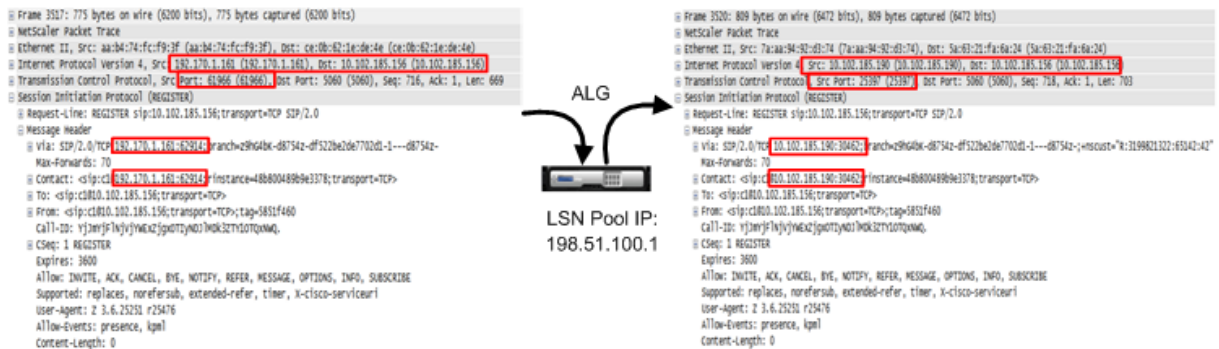 Frame 3517: 775 bytes on wire (6200 bits), 775 bytes captured (6200 bits)
NetScaler Packet Trace
Ethernet II, Src: aa:b4:74:fc:f9:3f (aa:b4:74:fc:f9:3f), Dst: ce:0b:62:1e:de:4e (ce:0b:62:1e:de:4e)
Internet Protocol Version 4, Src: 192.170.1.161 (192.170.1.161), Dst: 10.102.185.156 (10.102.185.156)
Transmission Control Protocol, Src Port: 61966 (61966), Dst Port: 5060 (5060), Seq: 716, Ack: 1, Len: 669
Session Initiation Protocol (REGISTER)
Request-Line: REGISTER sip:10.102.185.156;transport=TCP SIP/2.0
Message Header
Via: SIP/2.0/TCP 192.170.1.161:62914;branch=z9hG4bK-d8754z-df522be2de7702d1-1---d8754z-
Max-Forwards: 70
Contact: <sip:c1@192.170.1.161:62914;rinstance=48b800489b9e3378;transport=TCP>
To: <sip:c1@10.102.185.156;transport=TCP>
From: <sip:c1@10.102.185.156;transport=TCP>;tag=5851f460
Call-ID:
CSeq: 1 REGISTER
Expires: 3600
Allow: INVITE, ACK, CANCEL, BYE, NOTIFY, REFER, MESSAGE, OPTIONS, INFO, SUBSCRIBE
Supported: replaces, norefersub, extended-refer, timer, X-cisco-serviceuri
User-Agent: Z 3.6.25251 r25476
Allow-Events: presence, kpml
Content-Length: 0
ALG
LSN Pool IP:
198.51.100.1
Frame 3520: 809 bytes on wire (6472 bits), 809 bytes captured (6472 bits)
NetScaler Packet Trace
Ethernet II, Src: 7a:aa:94:92:d3:74 (7a:aa:94:92:d3:74), Dst: 5a:63:21:fa:6a:24 (5a:63:21:fa:6a:24)
Internet Protocol Version 4, Src: 10.102.185.190 (10.102.185.190), Dst: 10.102.185.156 (10.102.185.156
Transmission Control Protocol, Src Port: 25397 (25397), Dst Port: 5060 (5060), Seq: 718, Ack: 1, Len: 703
Session Initiation Protocol (REGISTER)
Request-Line: REGISTER sip:10.102.185.156;transport=TCP SIP/2.0
Message Header
Via: SIP/2.0/TCP 10.102.185.190:30462;branch=z9hG4bK-d8754z-df522be2de7702d1-1---d8754z-;nscust="R:3199821322:65142:42"
Max-Forwards: 70
Contact: <sip:c1@10.102.185.190:30462;rinstance=48b800489b9e3378;transport=TCP>
To: <sip:c1@10.102.185.156;transport=TCP>
From: <sip:c1@10.102.185.156;transport=TCP>;tag=5851f460
Call-ID:
CSeq: 1 REGISTER
Expires: 3600
Allow: INVITE, ACK, CANCEL, BYE, NOTIFY, REFER, MESSAGE, OPTIONS, INFO, SUBSCRIBE
Supported: replaces, norefersub, extended-refer, timer, X-cisco-serviceuri
User-Agent: Z 3.6.25251 r25476
Allow-Events: presence, kpml
Content-Length: 0